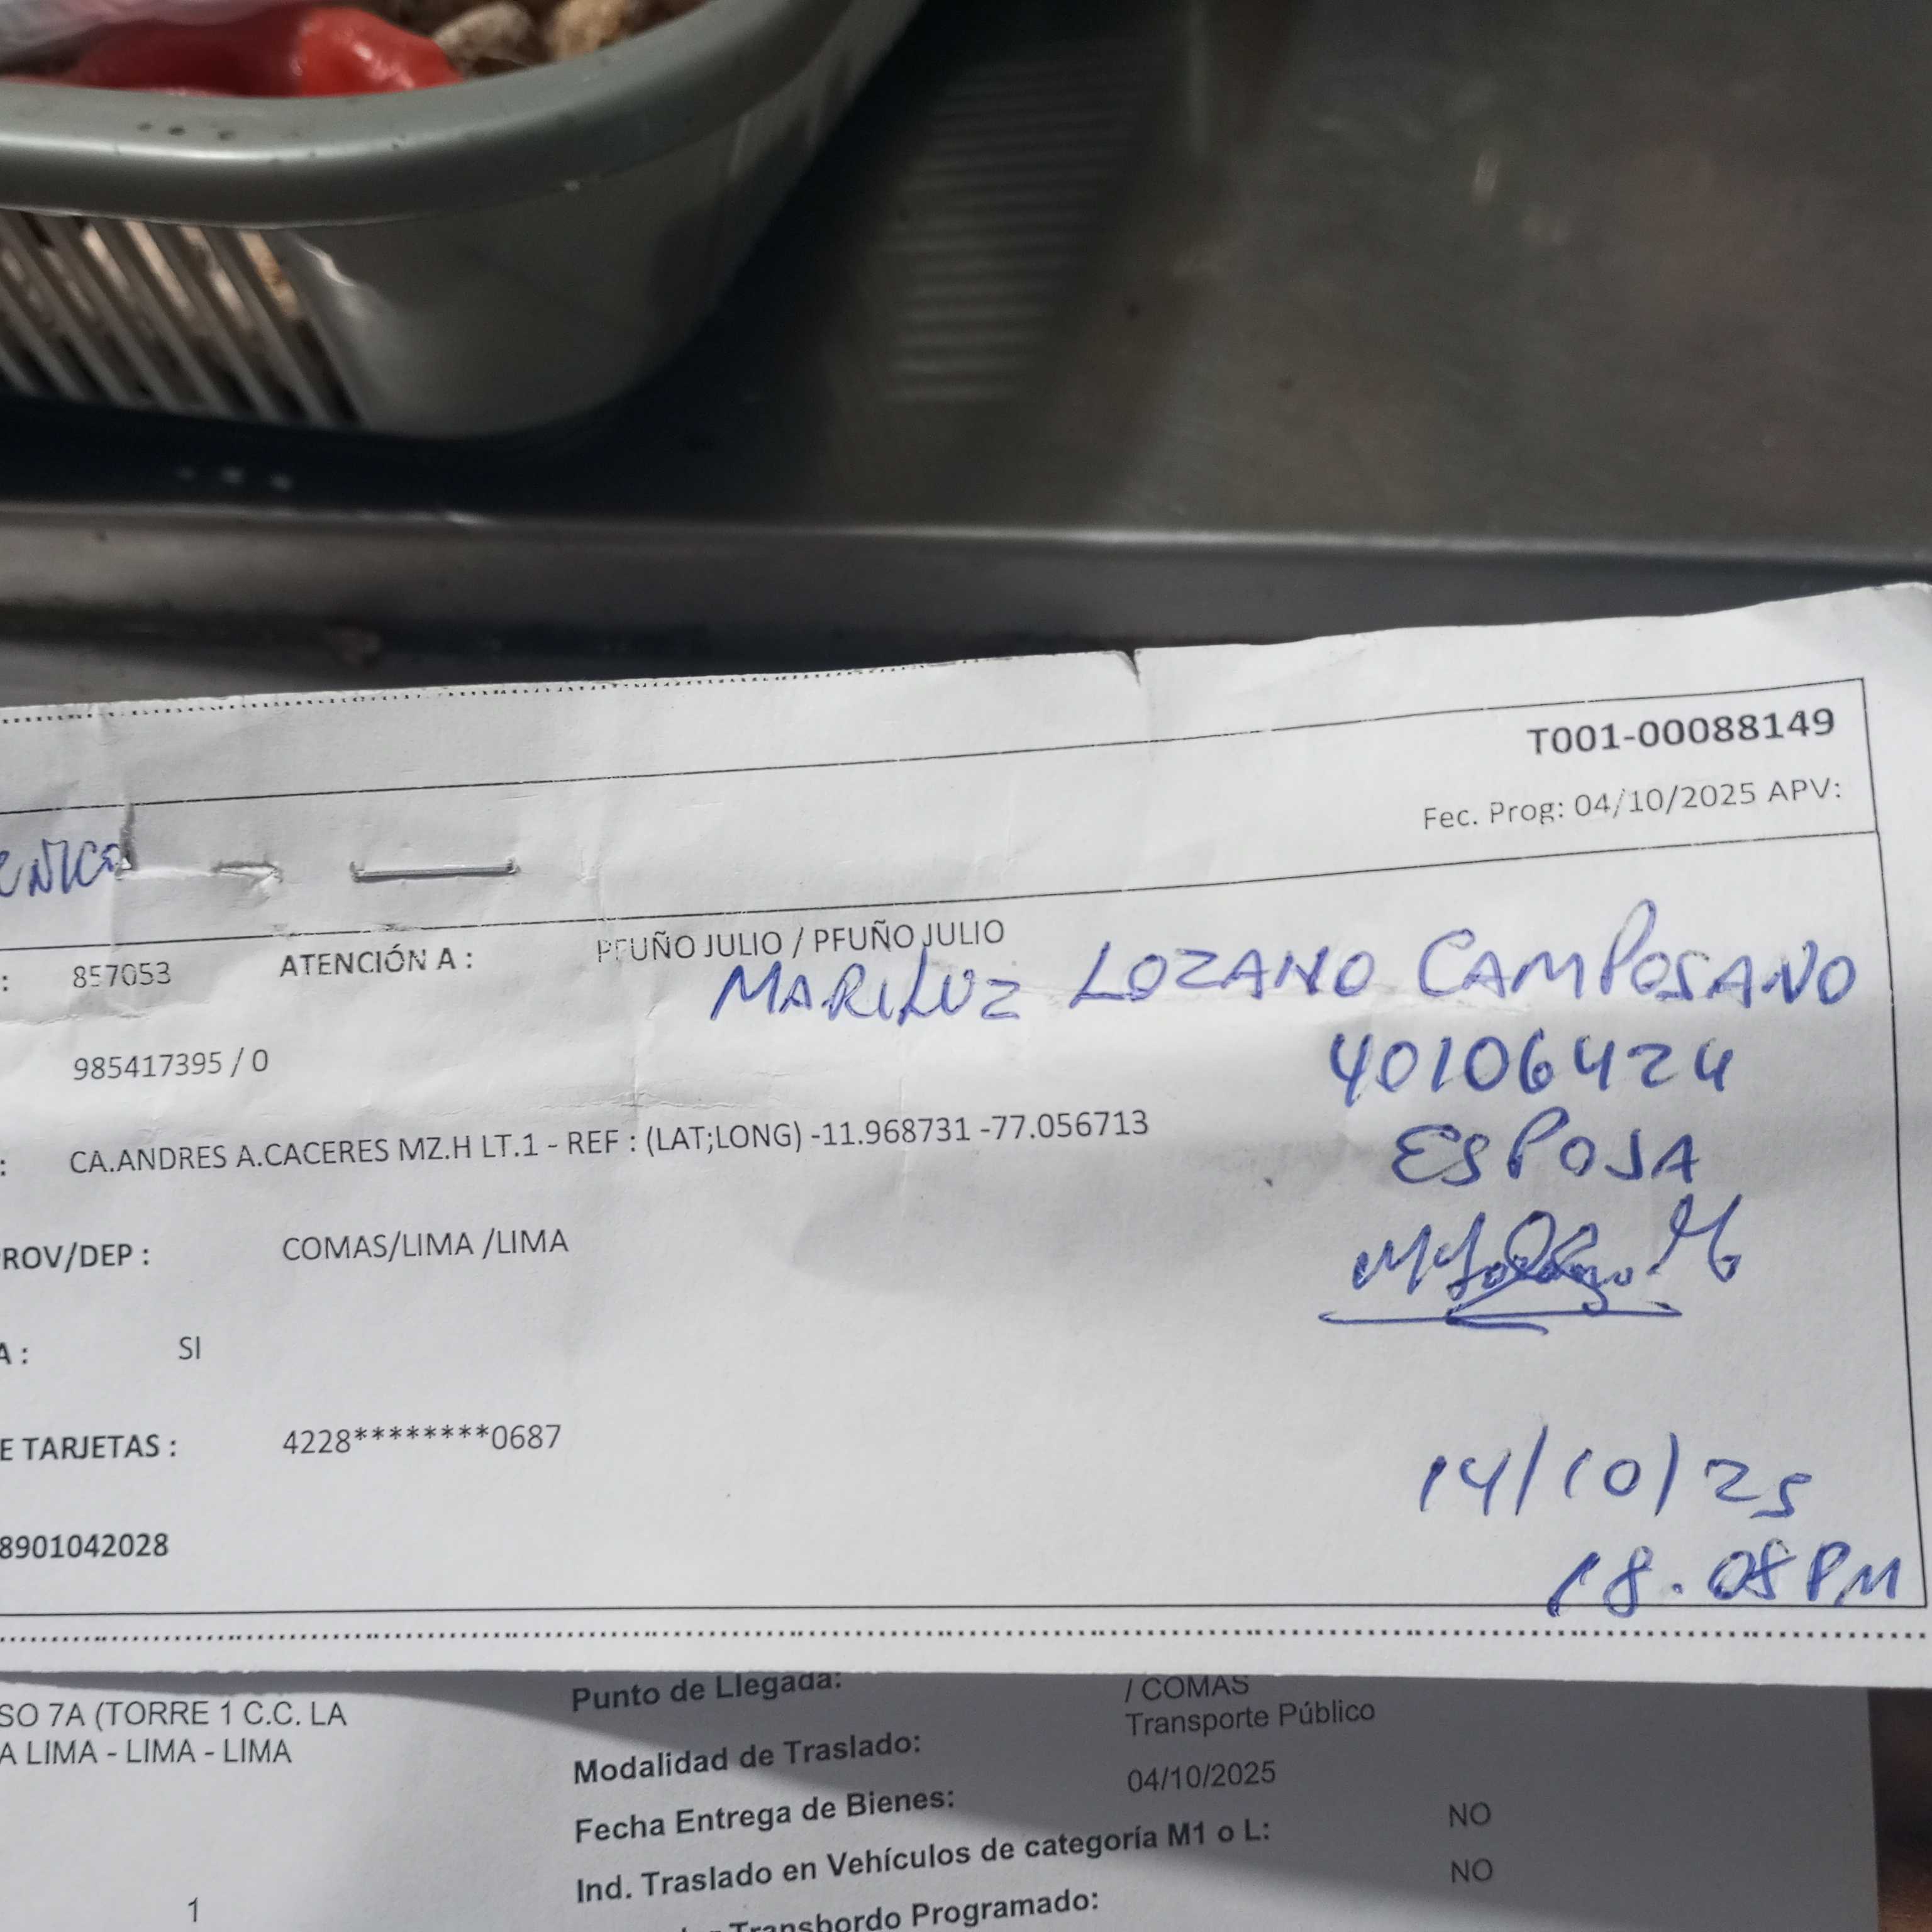 T001-00088149
Fec. Prog: 04/10/2025 APV:
: 857053 ATENCIÓN A : PFUÑO JULIO / PFUÑO JULIO
MARILUZ LOZANO CAMPOSANO
985417395 / 0
40106424
: CA.ANDRES A.CACERES MZ.H LT.1 - REF : (LAT;LONG) -11.968731 -77.056713
ESPOSA
ROV/DEP : COMAS/LIMA /LIMA
A : SI
E TARJETAS : 4228********0687
14/10/25
8901042028
18.08 PM
SO 7A (TORRE 1 C.C. LA
A LIMA - LIMA - LIMA
1
Punto de Llegada: / COMAS
Modalidad de Traslado: Transporte Público
Fecha Entrega de Bienes: 04/10/2025
Ind. Traslado en Vehículos de categoría M1 o L: NO
Transbordo Programado: NO